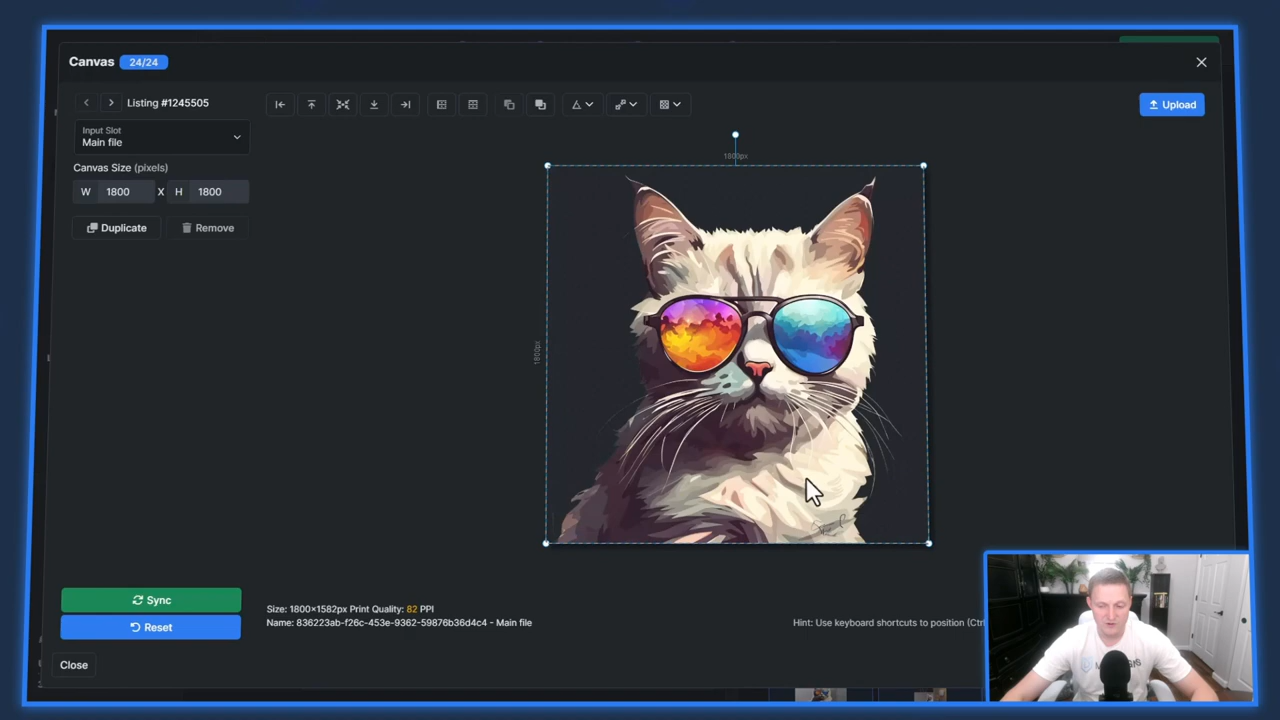 Canvas 24/24
Listing #1245505
Upload
Input Slot
Main file
Canvas Size (pixels)
W 1800 X H 1800
Duplicate Remove
1800px
1800px
Sync
Reset
Size: 1800×1582px Print Quality: 82 PPI
Name: 836223ab-f26c-453e-9362-59876b36d4c4 - Main file
Hint: Use keyboard shortcuts to position (Ctr
Close